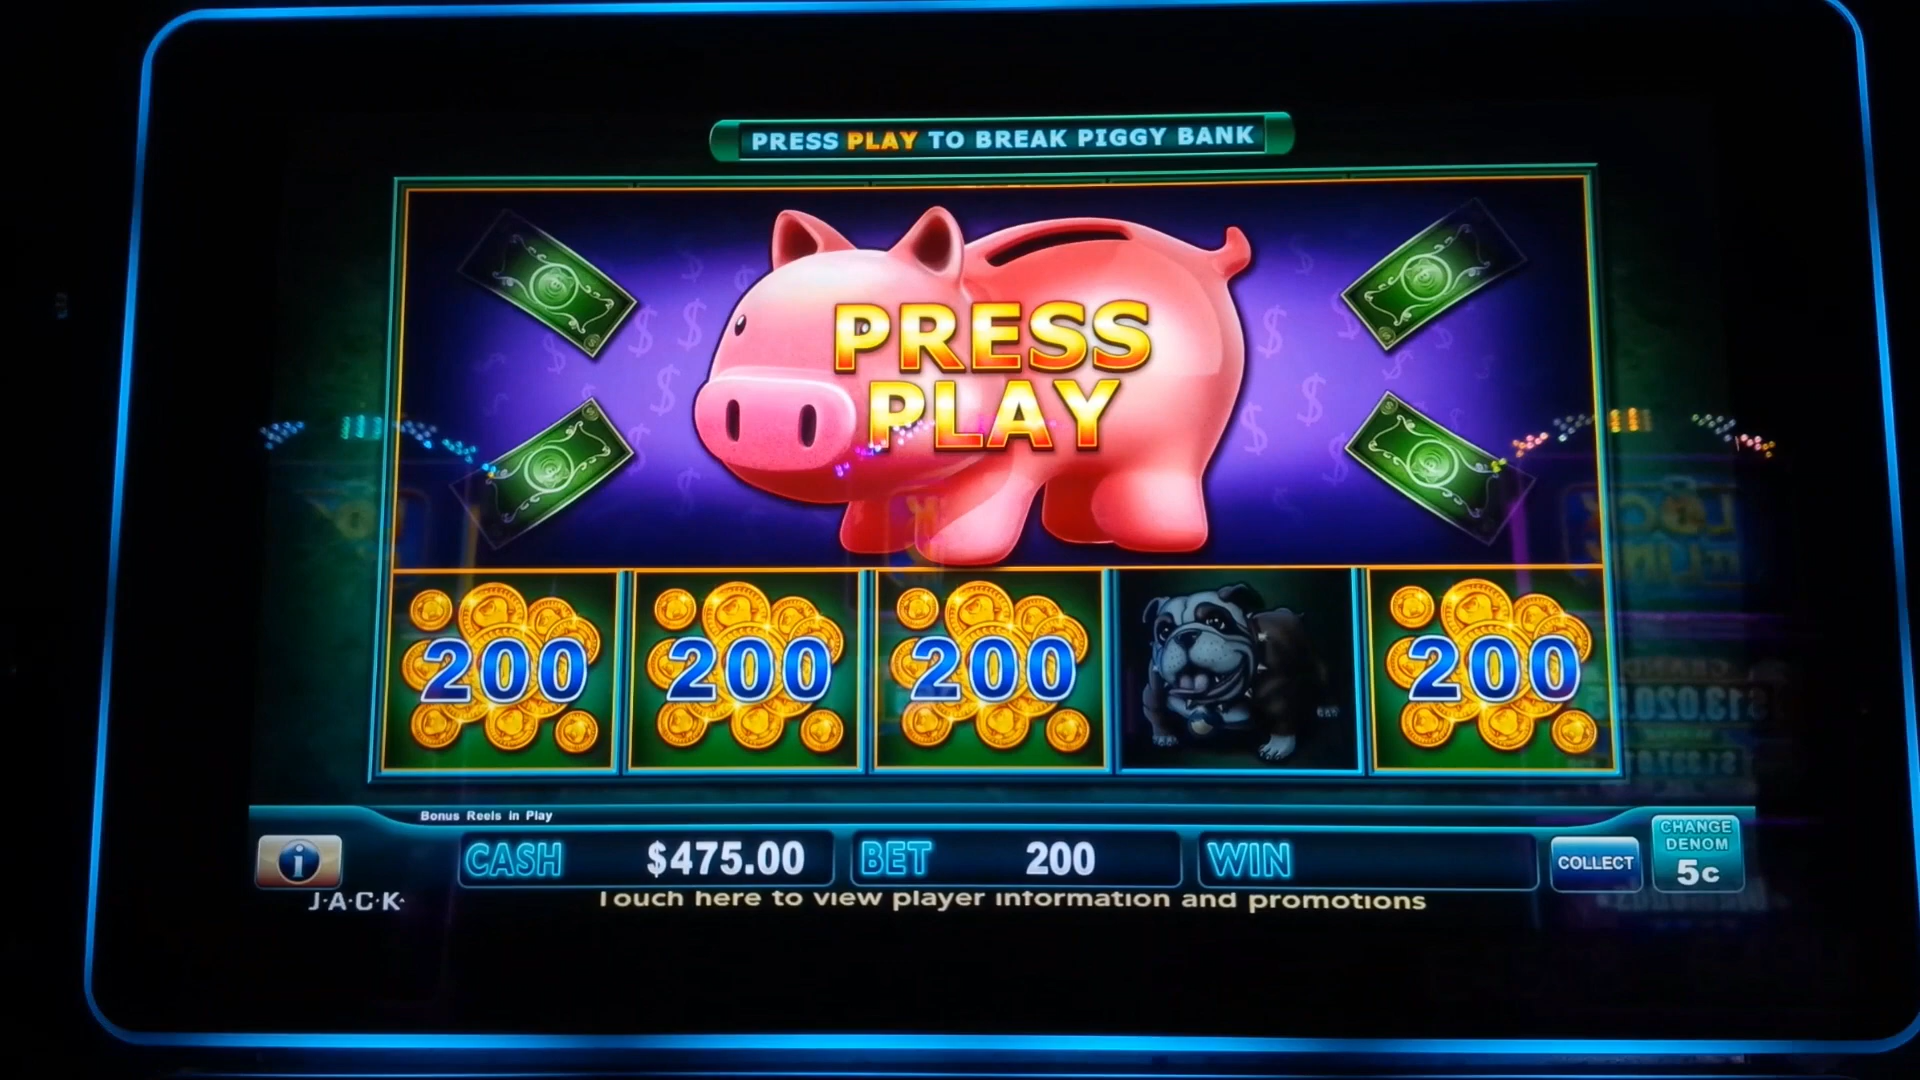 PRESS PLAY TO BREAK PIGGY BANK
PRESS
PLAY
200 200 200 200
Bonus Reels in Play
CASH $475.00 BET 200 WIN
COLLECT
CHANGE
DENOM
5¢
J·A·C·K·
Touch here to view player information and promotions